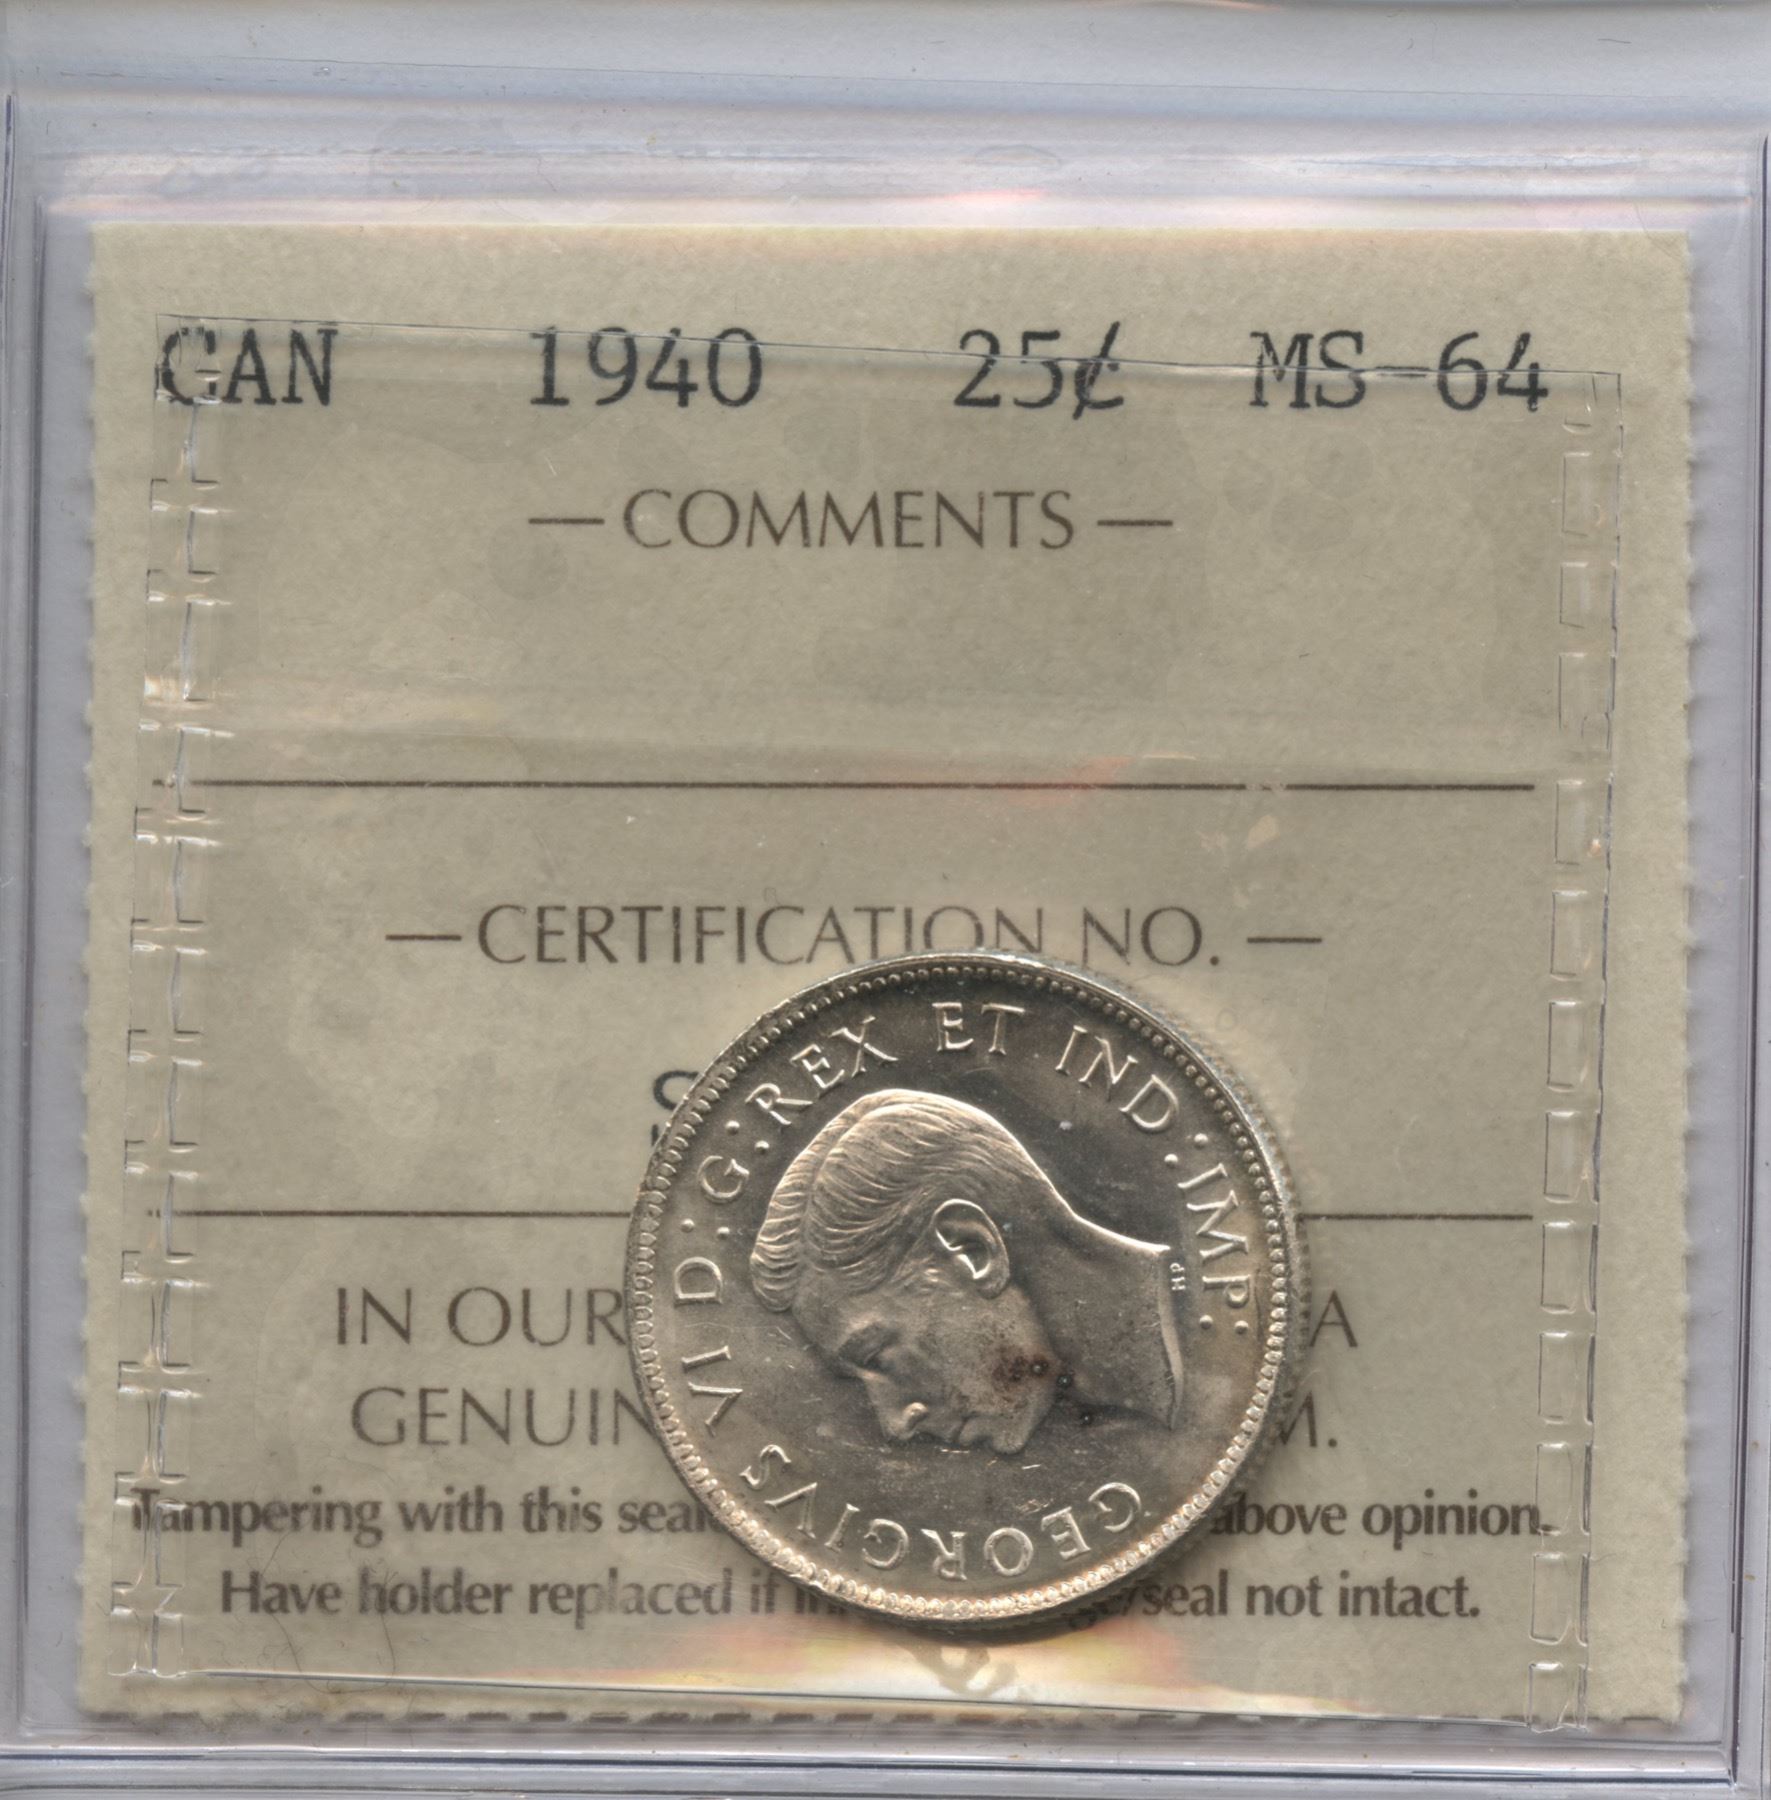 CAN 1940 25¢ MS-64
— COMMENTS —
— CERTIFICATION NO. —
IN OUR A
GENUIN M.
Tampering with this seal above opinion.
Have holder replaced if /seal not intact.
GEORGIVS VI D:G:REX ET IND:IMP:
HP